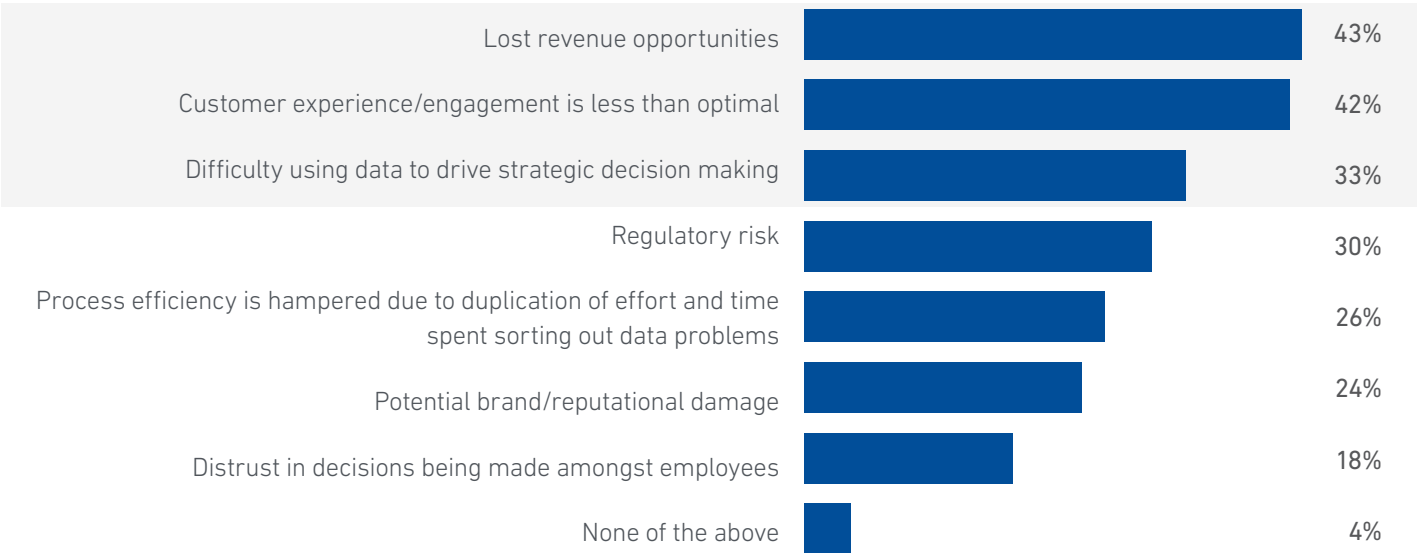 Lost revenue opportunities 43%
Customer experience/engagement is less than optimal 42%
Difficulty using data to drive strategic decision making 33%
Regulatory risk 30%
Process efficiency is hampered due to duplication of effort and time
spent sorting out data problems 26%
Potential brand/reputational damage 24%
Distrust in decisions being made amongst employees 18%
None of the above 4%